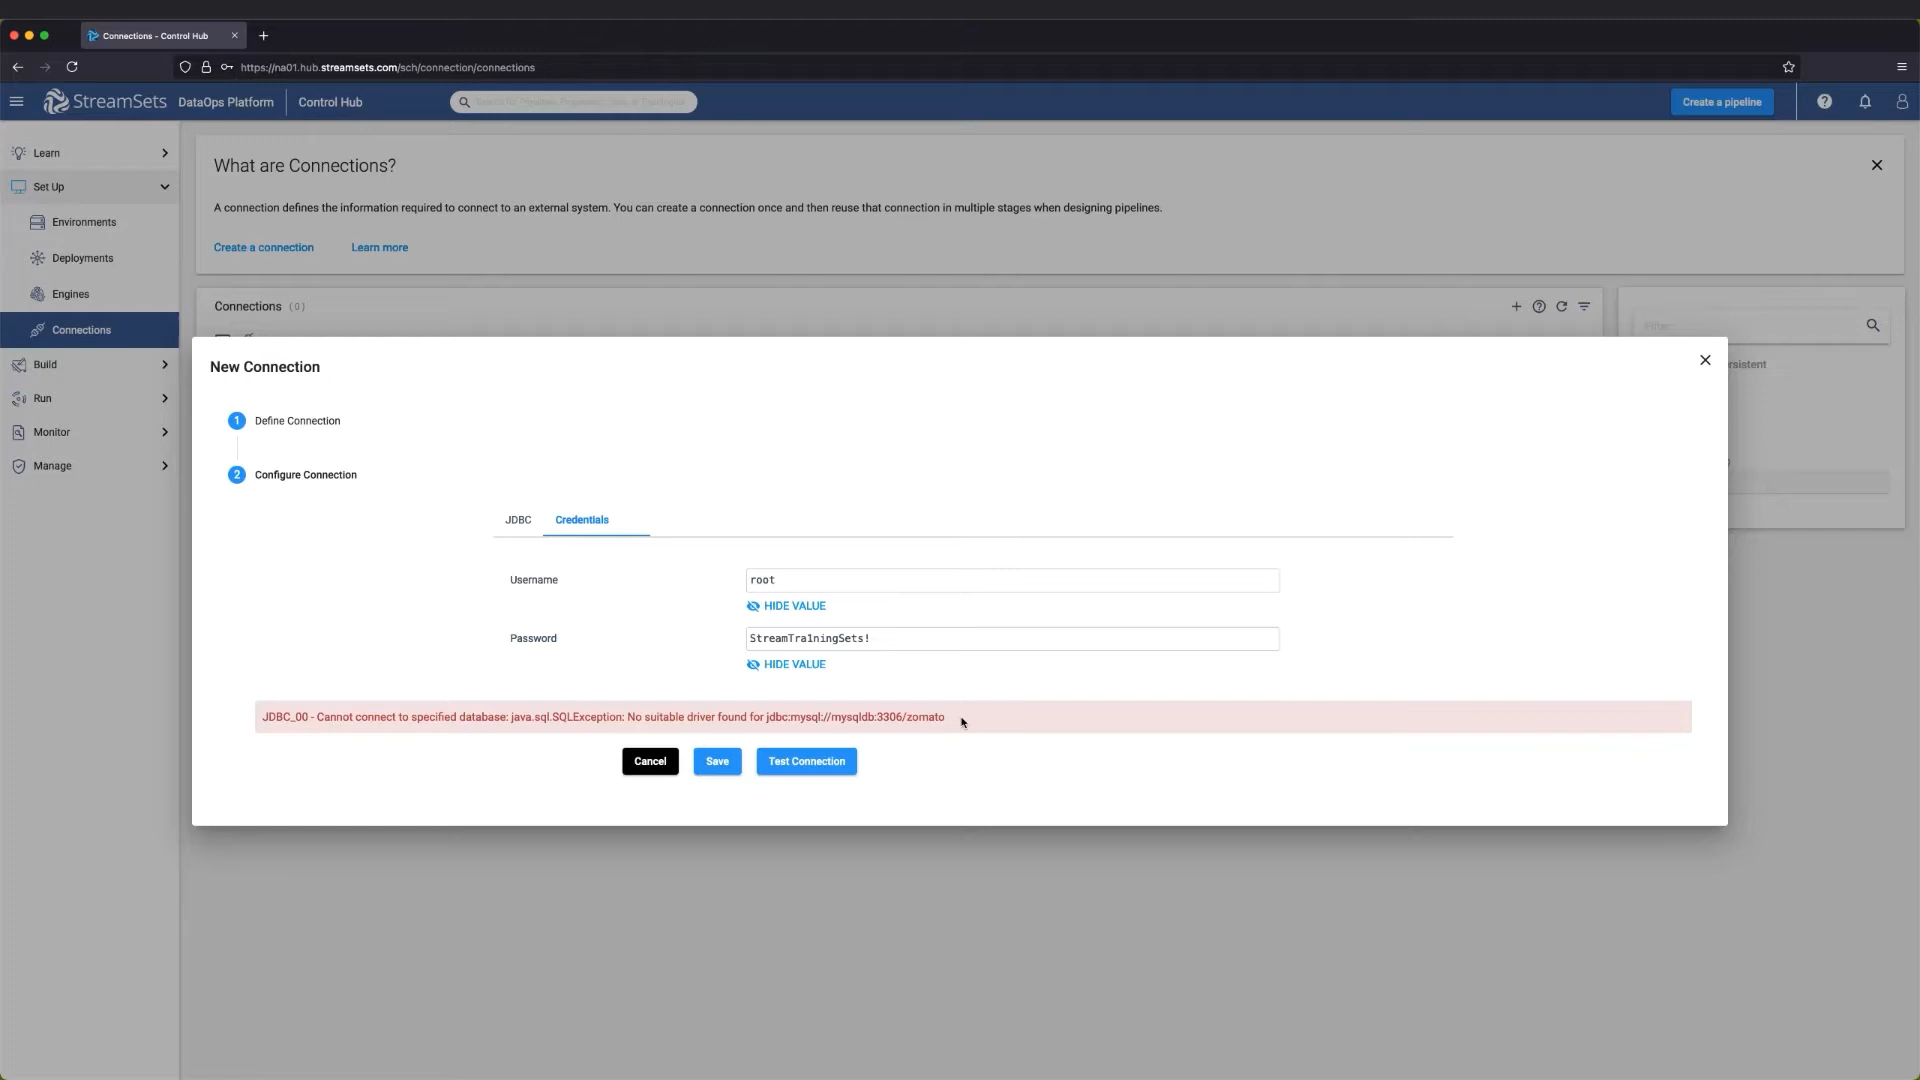 Connections - Control Hub
https://na01.hub.streamsets.com/sch/connection/connections
StreamSets DataOps Platform Control Hub
Create a pipeline
Learn
Set Up
Environments
Deployments
Engines
Connections
Build
Run
Monitor
Manage
What are Connections?
A connection defines the information required to connect to an external system. You can create a connection once and then reuse that connection in multiple stages when designing pipelines.
Create a connection Learn more
Connections (0)
Filter...
rsistent
New Connection
1 Define Connection
2 Configure Connection
JDBC Credentials
Username root
HIDE VALUE
Password StreamTra1ningSets!
HIDE VALUE
JDBC_00 - Cannot connect to specified database: java.sql.SQLException: No suitable driver found for jdbc:mysql://mysqldb:3306/zomato
Cancel Save Test Connection